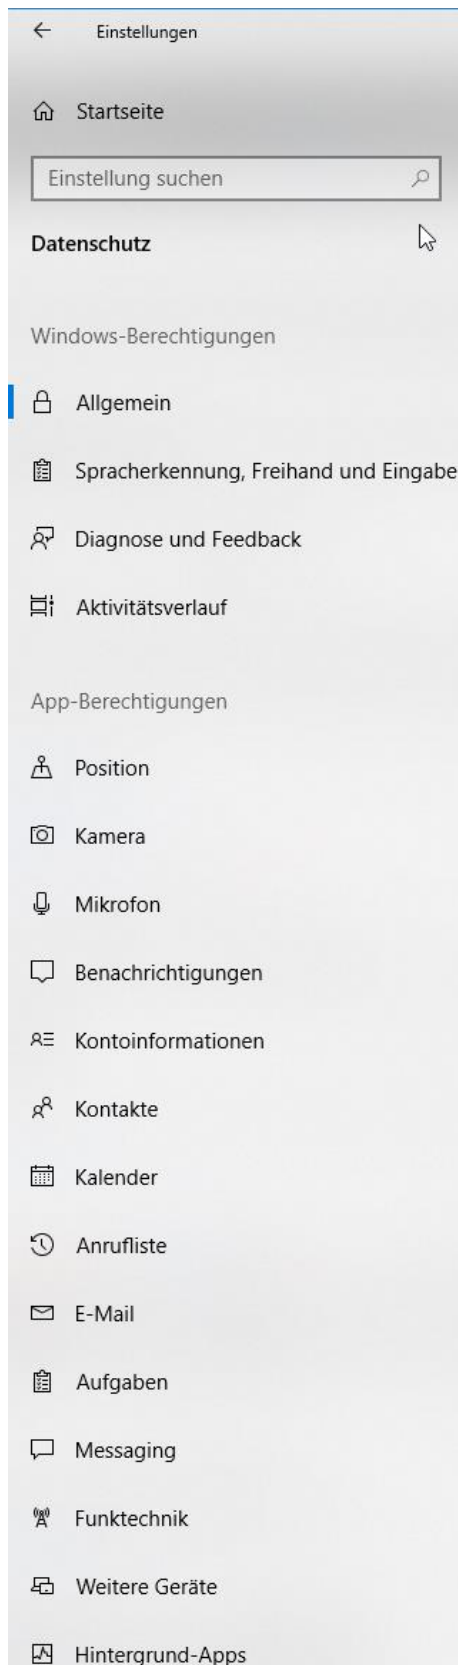 Einstellungen
Startseite
Einstellung suchen
Datenschutz
Windows-Berechtigungen
Allgemein
Spracherkennung, Freihand und Eingabe
Diagnose und Feedback
Aktivitätsverlauf
App-Berechtigungen
Position
Kamera
Mikrofon
Benachrichtigungen
Kontoinformationen
Kontakte
Kalender
Anrufliste
E-Mail
Aufgaben
Messaging
Funktechnik
Weitere Geräte
Hintergrund-Apps